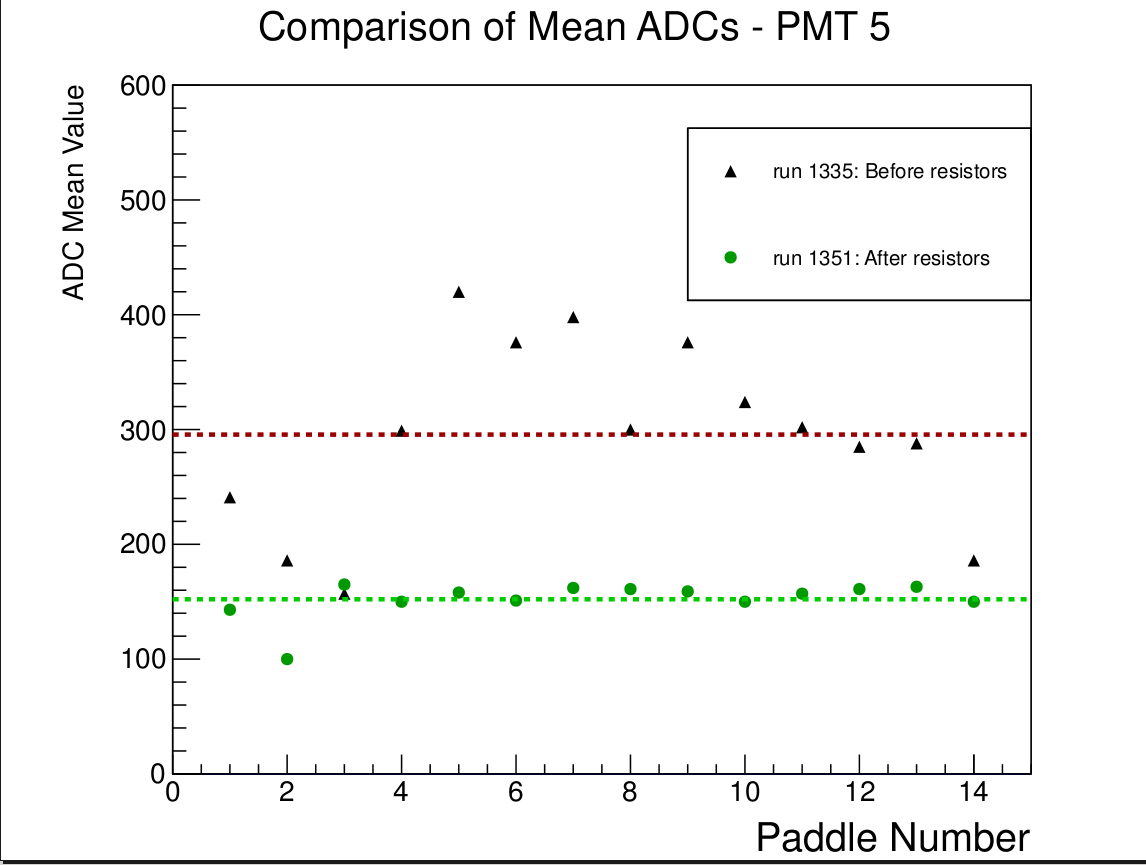 Comparison of Mean ADCs - PMT 5
ADC Mean Value
600
500
400
300
200
100
0
run 1335: Before resistors
run 1351: After resistors
0 2 4 6 8 10 12 14
Paddle Number